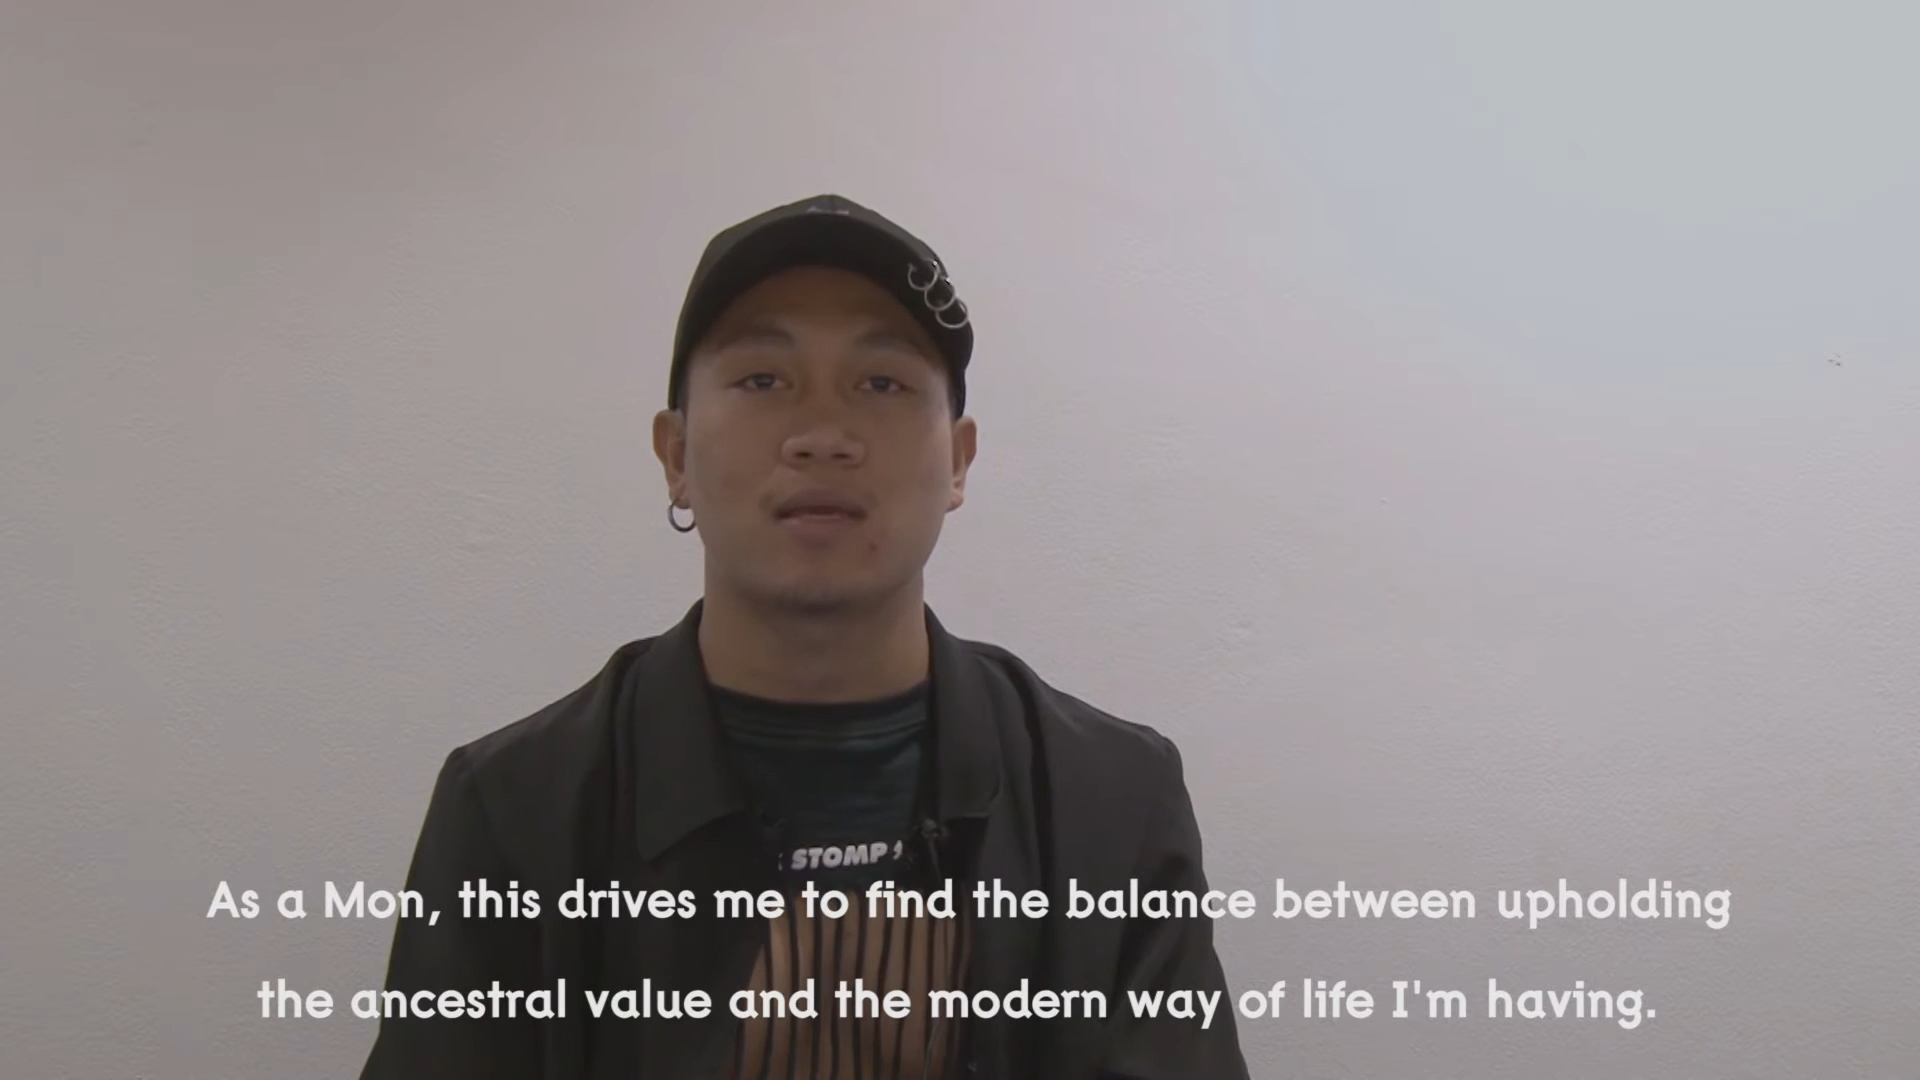 STOMP
As a Mon, this drives me to find the balance between upholding
the ancestral value and the modern way of life I'm having.